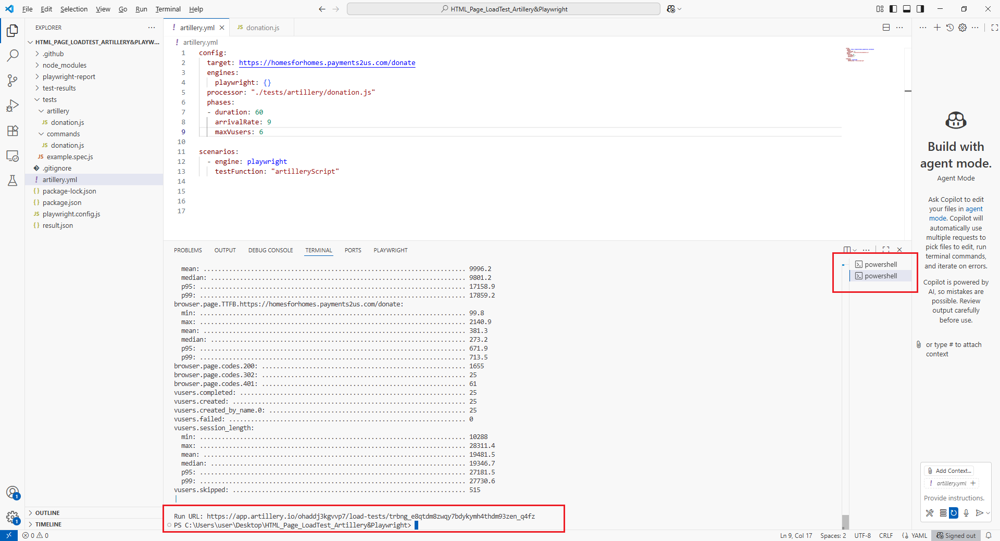 File Edit Selection View Go Run Terminal Help
HTML_Page_LoadTest_Artillery&Playwright
EXPLORER
HTML_PAGE_LOADTEST_ARTILLERY&PLAYW...
.github
node_modules
playwright-report
test-results
tests
artillery
JS donation.js
commands
JS donation.js
JS example.spec.js
.gitignore
! artillery.yml
{} package-lock.json
{} package.json
JS playwright.config.js
{} result.json
OUTLINE
TIMELINE
! artillery.yml
JS donation.js
! artillery.yml
1 config:
2 target: https://homesforhomes.payments2us.com/donate
3 engines:
4 playwright: {}
5 processor: "./tests/artillery/donation.js"
6 phases:
7 - duration: 60
8 arrivalRate: 9
9 maxVusers: 6
10
11 scenarios:
12 - engine: playwright
13 testFunction: "artilleryScript"
14
15
16
17
PROBLEMS OUTPUT DEBUG CONSOLE TERMINAL PORTS PLAYWRIGHT
mean: ........................................................................ 9996.2
median: ...................................................................... 9801.2
p95: ......................................................................... 17158.9
p99: ......................................................................... 17859.2
browser.page.TTFB.https://homesforhomes.payments2us.com/donate:
min: ......................................................................... 99.8
max: ......................................................................... 2140.9
mean: ........................................................................ 381.3
median: ...................................................................... 273.2
p95: ......................................................................... 671.9
p99: ......................................................................... 713.5
browser.page.codes.200: ........................................................ 1655
browser.page.codes.302: ........................................................ 25
browser.page.codes.401: ........................................................ 61
vusers.completed: .............................................................. 25
vusers.created: ................................................................ 25
vusers.created_by_name.0: ...................................................... 25
vusers.failed: ................................................................. 0
vusers.session_length:
min: ......................................................................... 10288
max: ......................................................................... 28311.4
mean: ........................................................................ 19481.5
median: ...................................................................... 19346.7
p95: ......................................................................... 27181.5
p99: ......................................................................... 27730.6
vusers.skipped: ................................................................ 515
Run URL: https://app.artillery.io/ohaddj3kgvvp7/load-tests/trbng_e8qtdm8zwqy7bdykymh4thdm93zen_q4fz
PS C:\Users\user\Desktop\HTML_Page_LoadTest_Artillery&Playwright>
powershell
powershell
Build with
agent mode.
Agent Mode
Ask Copilot to edit
your files in agent
mode. Copilot will
automatically use
multiple requests to
pick files to edit, run
terminal commands,
and iterate on errors.
Copilot is powered by
AI, so mistakes are
possible. Review
output carefully
before use.
or type # to attach
context
Add Context...
! artillery.yml +
Provide instructions.
1
1
0 0
Ln 9, Col 17 Spaces: 2 UTF-8 CRLF {} YAML Signed out